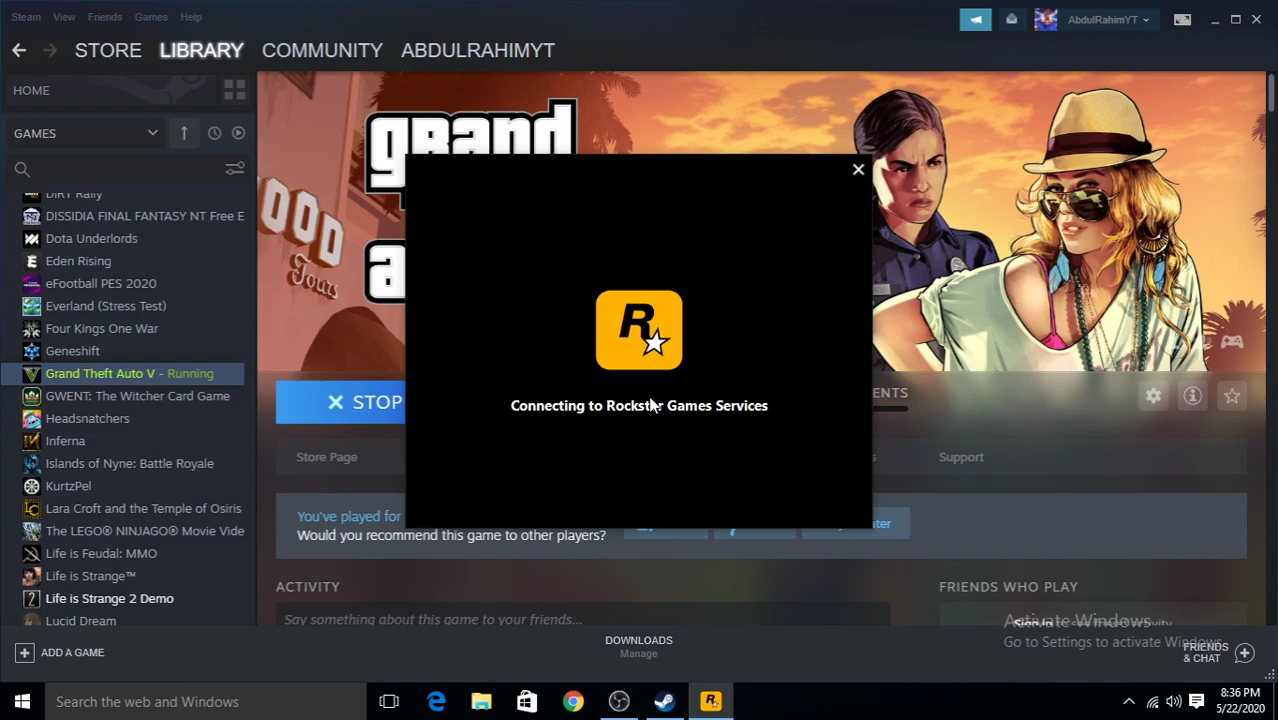 Steam View Friends Games Help
AbdulRahimYT
STORE LIBRARY COMMUNITY ABDULRAHIMYT
HOME
GAMES
DiRT Rally
DISSIDIA FINAL FANTASY NT Free E
Dota Underlords
Eden Rising
eFootball PES 2020
Everland (Stress Test)
Four Kings One War
Geneshift
Grand Theft Auto V - Running
GWENT: The Witcher Card Game
Headsnatchers
Inferna
Islands of Nyne: Battle Royale
KurtzPel
Lara Croft and the Temple of Osiris
The LEGO® NINJAGO® Movie Vide
Life is Feudal: MMO
Life is Strange™
Life is Strange 2 Demo
Lucid Dream
ADD A GAME
grand
a
OOD
Tours
R
Connecting to Rockstar Games Services
STOP
ENTS
Store Page
s
Support
You've played for
Would you recommend this game to other players?
ater
ACTIVITY
Say something about this game to your friends...
FRIENDS WHO PLAY
Activate Windows
Go to Settings to activate Windows.
DOWNLOADS
Manage
FRIENDS
& CHAT
Search the web and Windows
8:36 PM
5/22/2020